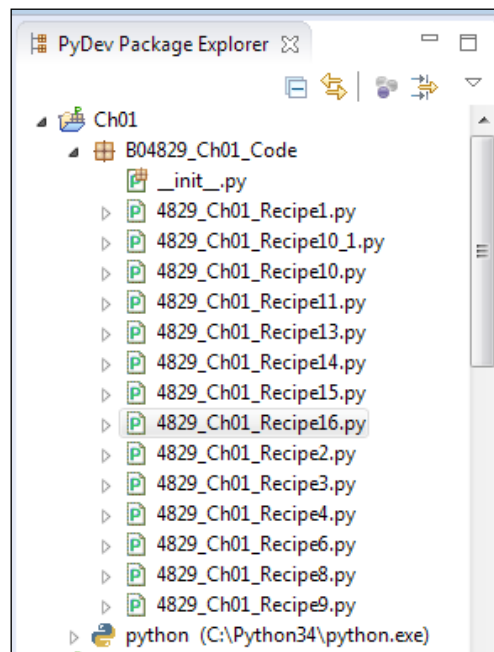 PyDev Package Explorer
Ch01
B04829_Ch01_Code
__init__.py
4829_Ch01_Recipe1.py
4829_Ch01_Recipe10_1.py
4829_Ch01_Recipe10.py
4829_Ch01_Recipe11.py
4829_Ch01_Recipe13.py
4829_Ch01_Recipe14.py
4829_Ch01_Recipe15.py
4829_Ch01_Recipe16.py
4829_Ch01_Recipe2.py
4829_Ch01_Recipe3.py
4829_Ch01_Recipe4.py
4829_Ch01_Recipe6.py
4829_Ch01_Recipe8.py
4829_Ch01_Recipe9.py
python (C:\Python34\python.exe)